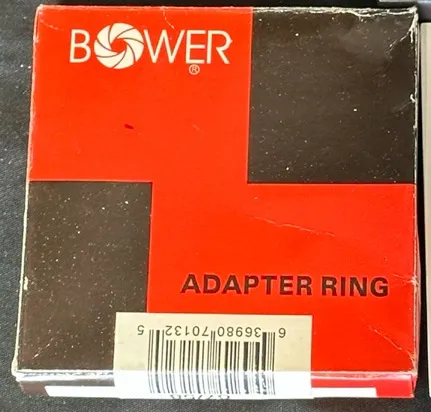 BOWER
®
ADAPTER RING
6 36980 70132 5